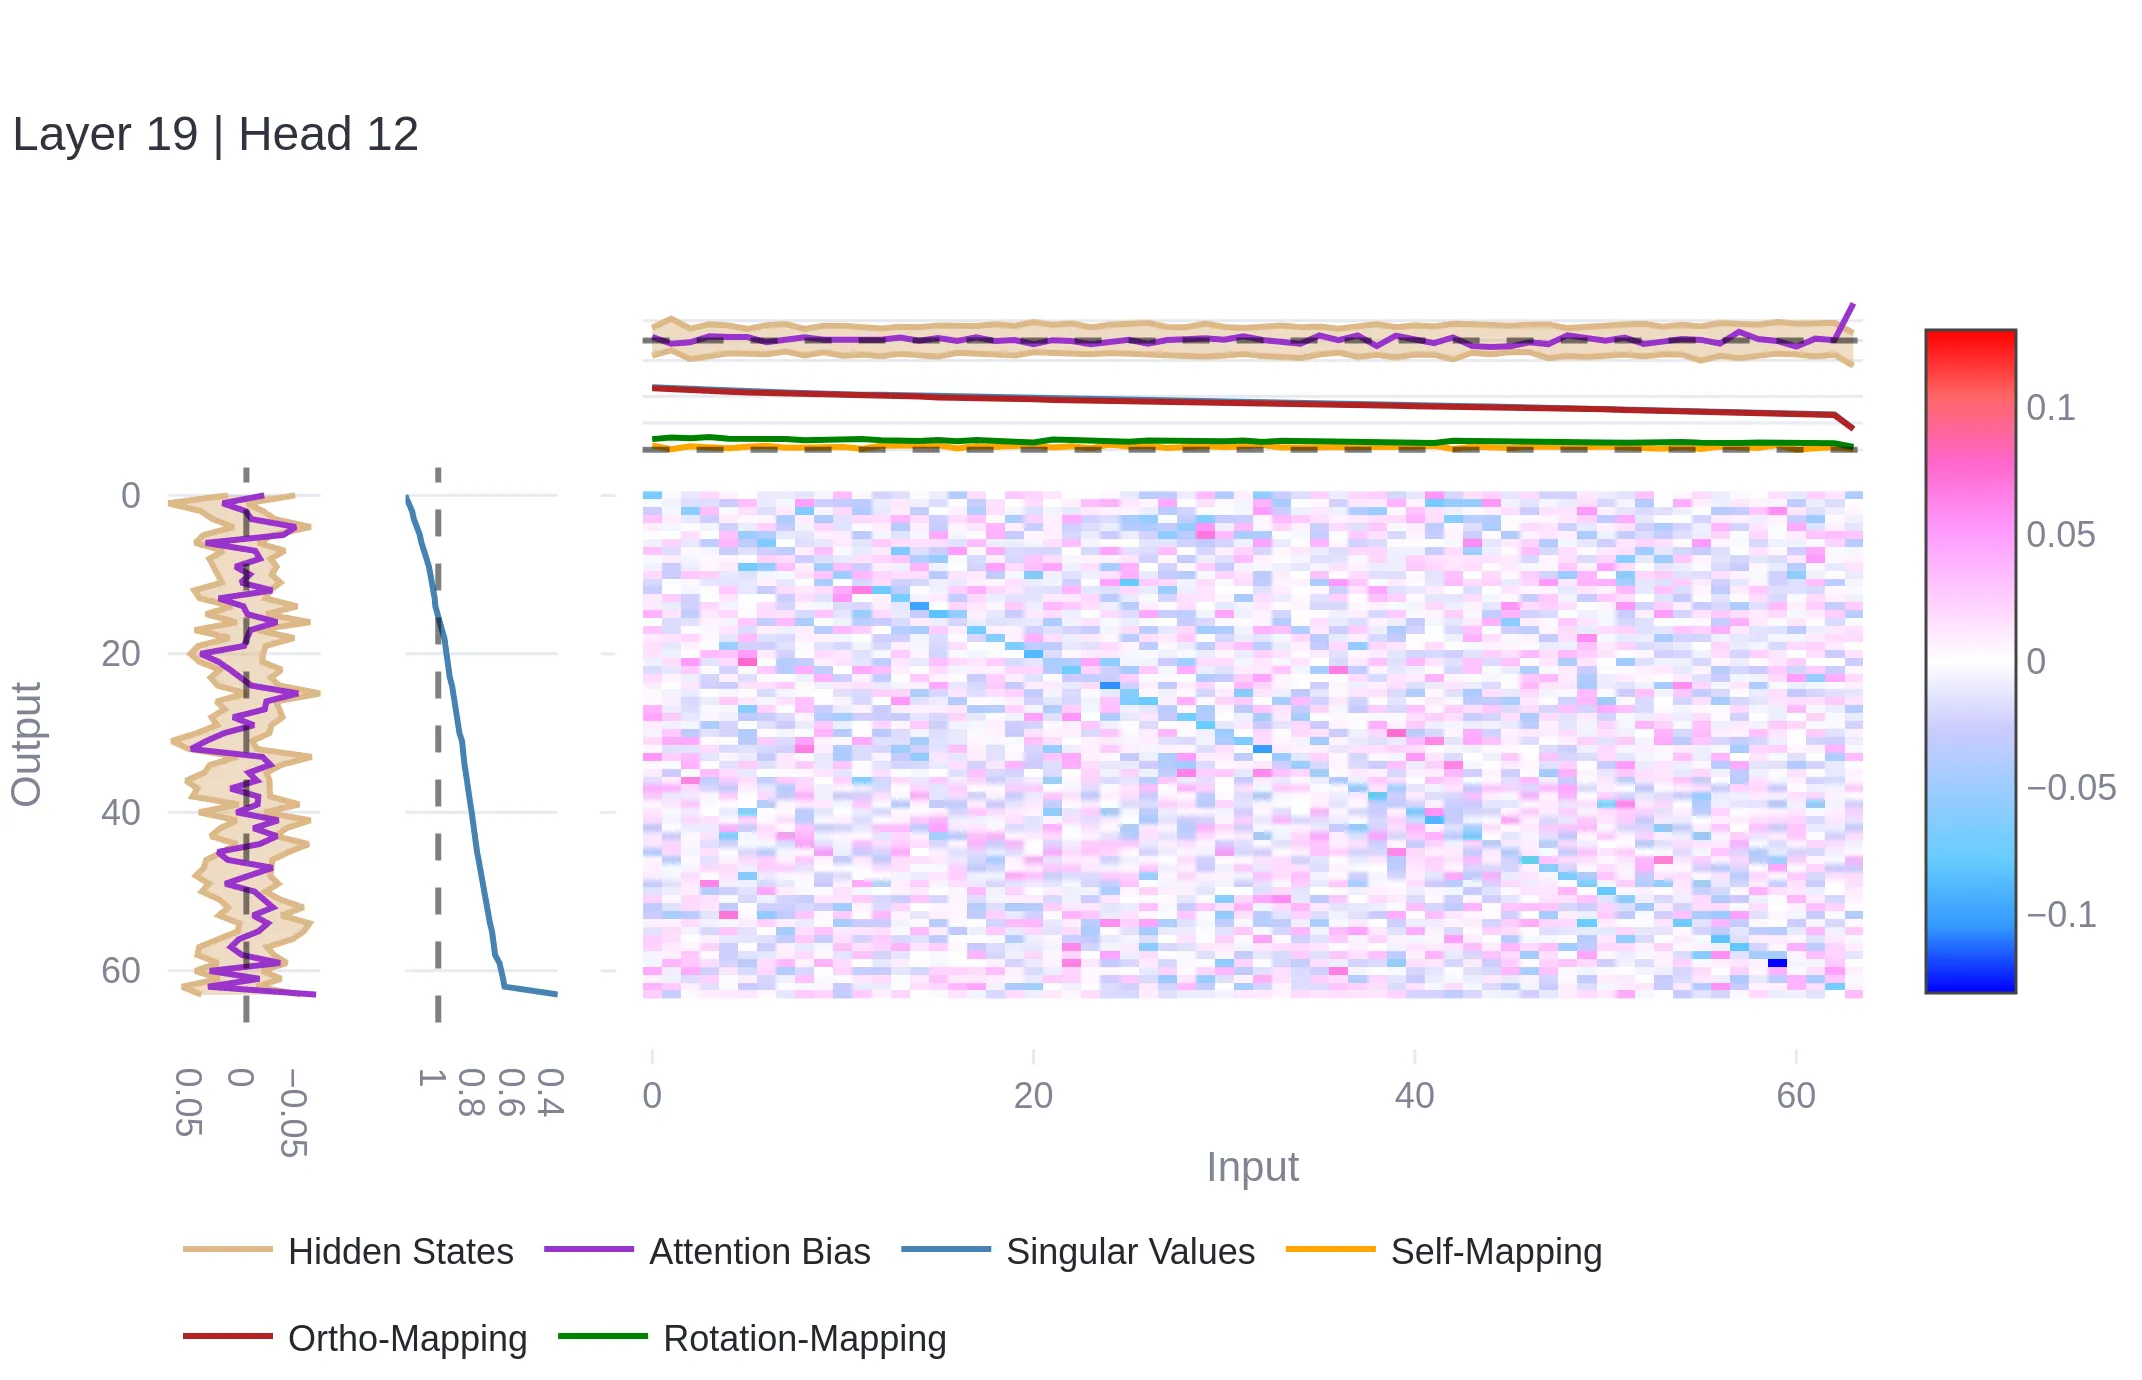 Layer 19 | Head 12
0
20
40
60
Output
0.05
0
−0.05
1
0.8
0.6
0.4
0
20
40
60
Input
0.1
0.05
0
−0.05
−0.1
Hidden States
Attention Bias
Singular Values
Self-Mapping
Ortho-Mapping
Rotation-Mapping